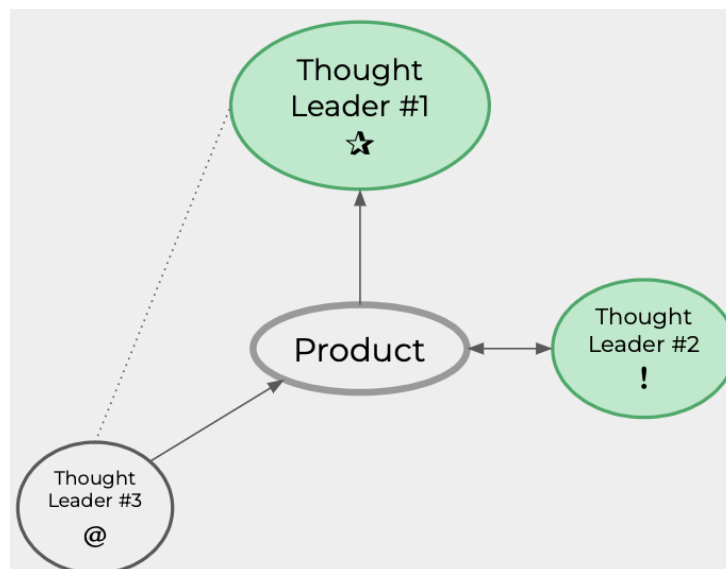 Thought
Leader #1
✰
Product
Thought
Leader #2
!
Thought
Leader #3
@